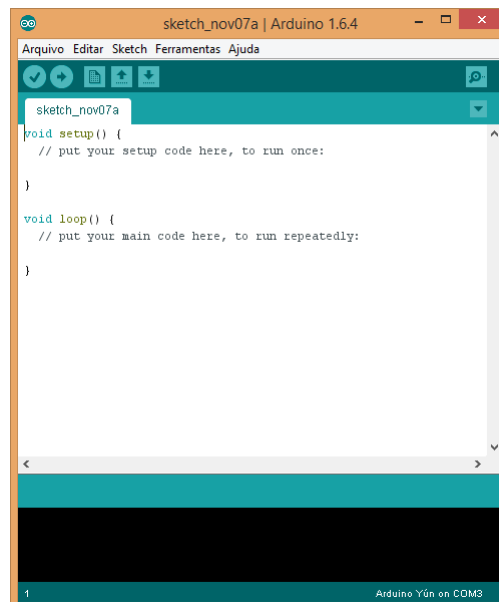 sketch_nov07a | Arduino 1.6.4
Arquivo Editar Sketch Ferramentas Ajuda
sketch_nov07a
void setup() {
// put your setup code here, to run once:
}
void loop() {
// put your main code here, to run repeatedly:
}
1 Arduino Yún on COM3